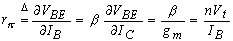 r_π ≜ ∂V_BE / ∂I_B = β ∂V_BE / ∂I_C = β / g_m = nV_t / I_B